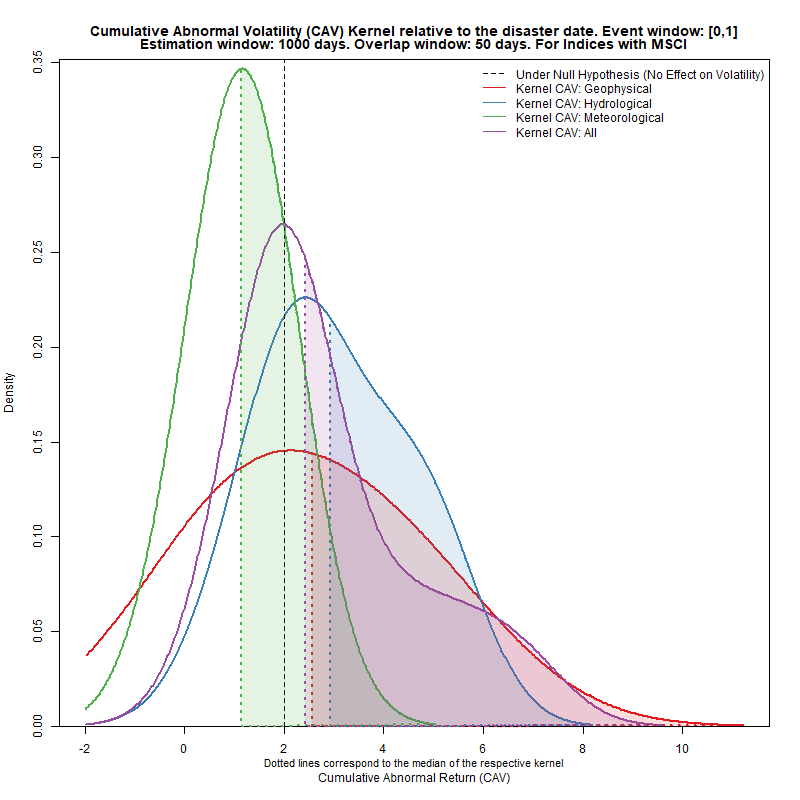 Cumulative Abnormal Volatility (CAV) Kernel relative to the disaster date. Event window: [0,1]
Estimation window: 1000 days. Overlap window: 50 days. For Indices with MSCI
Under Null Hypothesis (No Effect on Volatility)
Kernel CAV: Geophysical
Kernel CAV: Hydrological
Kernel CAV: Meteorological
Kernel CAV: All
Density
0.35
0.30
0.25
0.20
0.15
0.10
0.05
0.00
-2 0 2 4 6 8 10
Dotted lines correspond to the median of the respective kernel
Cumulative Abnormal Return (CAV)